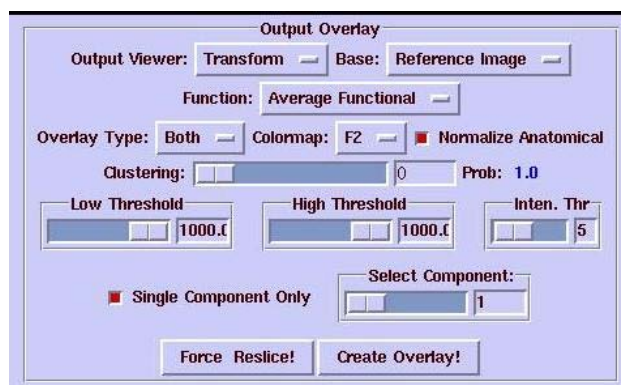 Output Overlay
Output Viewer: Transform Base: Reference Image
Function: Average Functional
Overlay Type: Both Colormap: F2 Normalize Anatomical
Clustering: 0 Prob: 1.0
Low Threshold High Threshold Inten. Thr
1000.( 1000.( 5
Select Component:
Single Component Only 1
Force Reslice! Create Overlay!